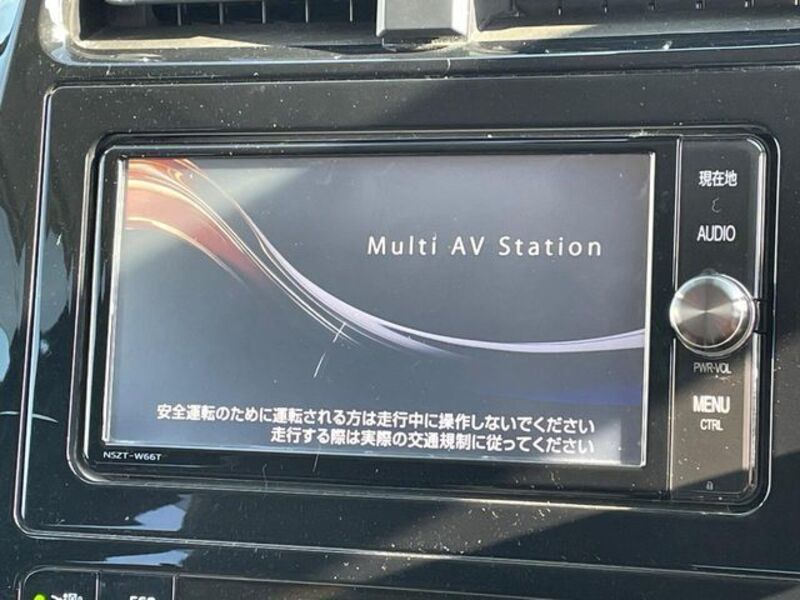 現在地
AUDIO
Multi AV Station
PWR·VOL
安全運転のために運転される方は走行中に操作しないでください
走行する際は実際の交通規制に従ってください
MENU
CTRL
NSZT-W66T